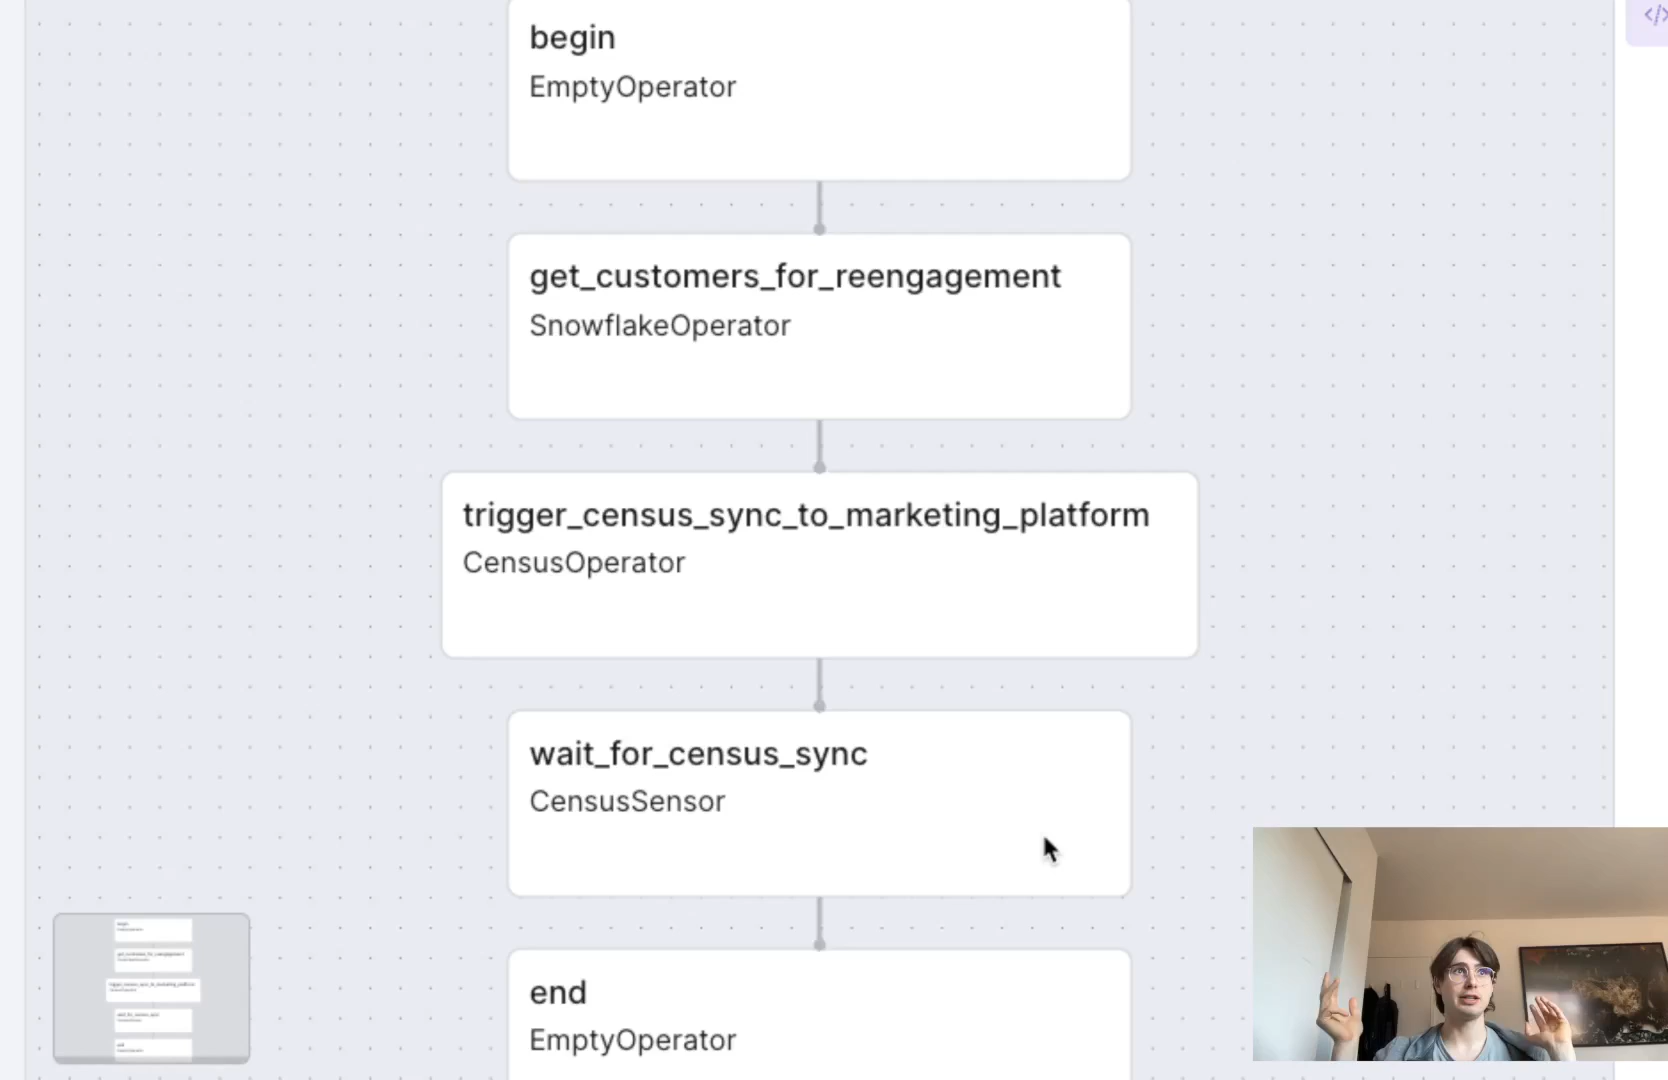 </>
begin
EmptyOperator
get_customers_for_reengagement
SnowflakeOperator
trigger_census_sync_to_marketing_platform
CensusOperator
wait_for_census_sync
CensusSensor
end
EmptyOperator